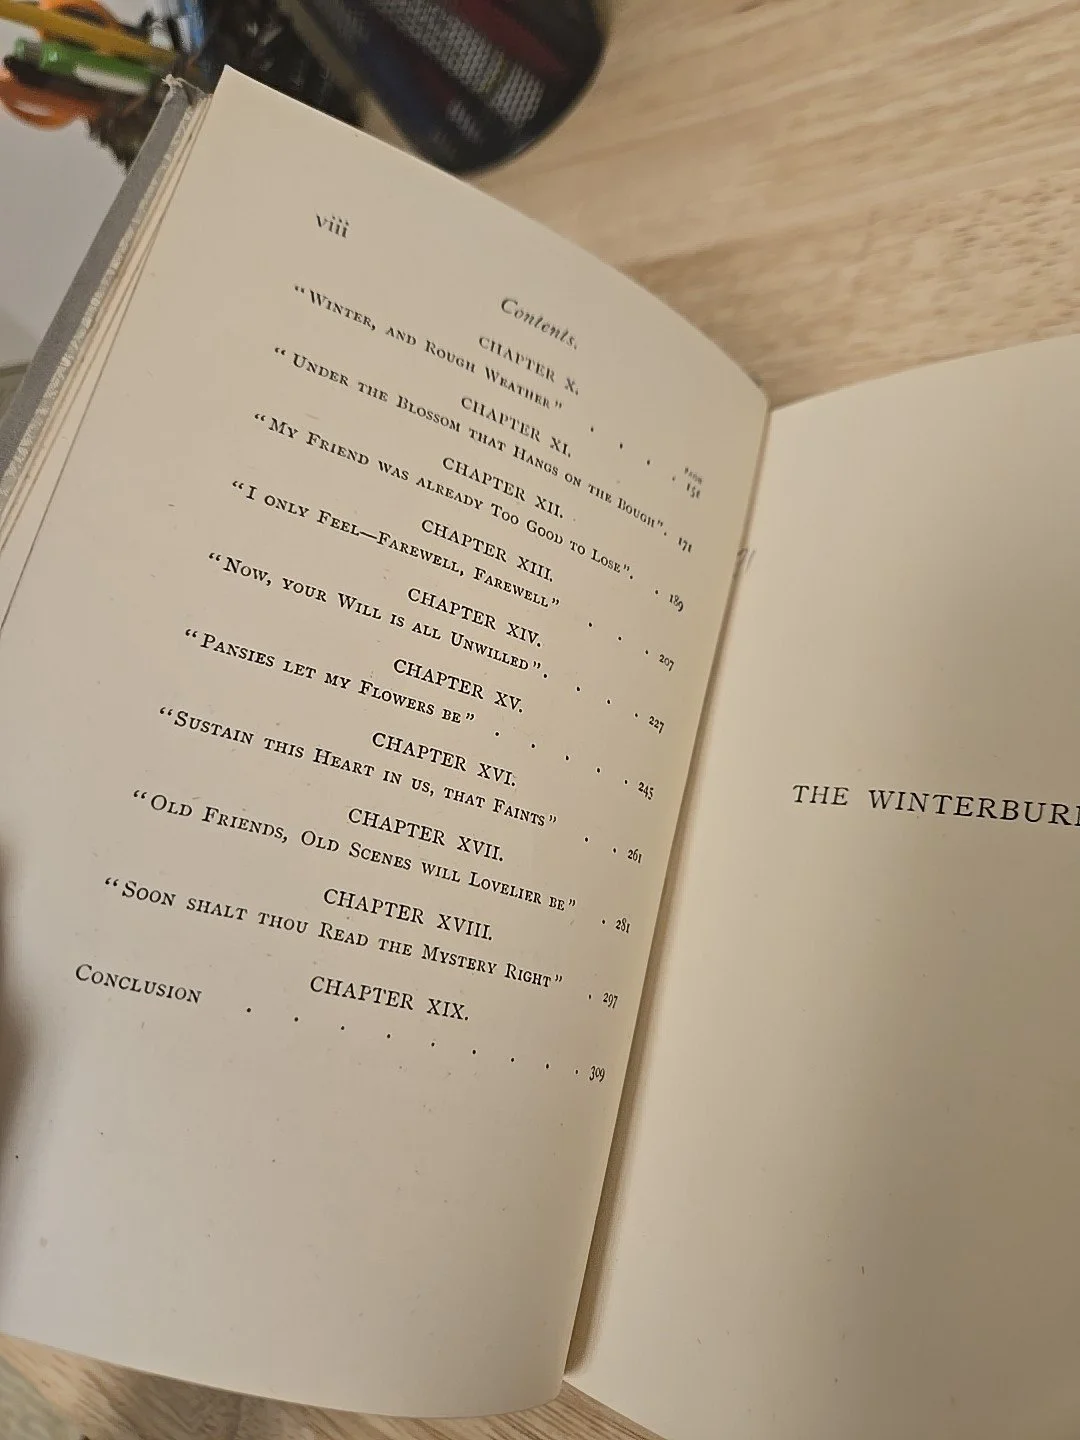 viii
Contents.
CHAPTER X.
PAGE
“WINTER, AND ROUGH WEATHER” . . . . 151
CHAPTER XI.
“UNDER THE BLOSSOM THAT HANGS ON THE BOUGH”. 171
CHAPTER XII.
“MY FRIEND WAS ALREADY TOO GOOD TO LOSE”. . 189
CHAPTER XIII.
“I ONLY FEEL—FAREWELL, FAREWELL” . . . 207
CHAPTER XIV.
“NOW, YOUR WILL IS ALL UNWILLED”. . . . 227
CHAPTER XV.
“PANSIES LET MY FLOWERS BE” . . . . . 245
CHAPTER XVI.
“SUSTAIN THIS HEART IN US, THAT FAINTS” . . 261
CHAPTER XVII.
“OLD FRIENDS, OLD SCENES WILL LOVELIER BE” . 281
CHAPTER XVIII.
“SOON SHALT THOU READ THE MYSTERY RIGHT” . 297
CHAPTER XIX.
CONCLUSION . . . . . . . . . 309
THE WINTERBUR